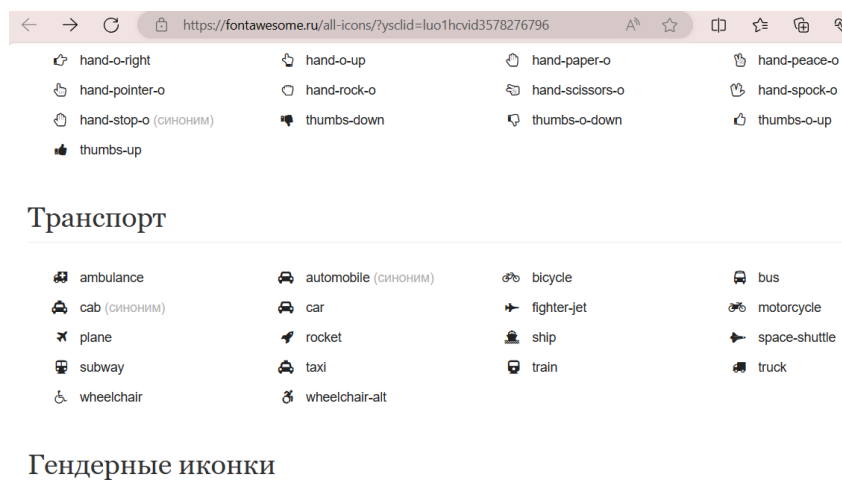 https://fontawesome.ru/all-icons/?ysclid=luo1hcvid3578276796
hand-o-right hand-o-up hand-paper-o hand-peace-o
hand-pointer-o hand-rock-o hand-scissors-o hand-spock-o
hand-stop-o (синоним) thumbs-down thumbs-o-down thumbs-o-up
thumbs-up
Транспорт
ambulance automobile (синоним) bicycle bus
cab (синоним) car fighter-jet motorcycle
plane rocket ship space-shuttle
subway taxi train truck
wheelchair wheelchair-alt
Гендерные иконки